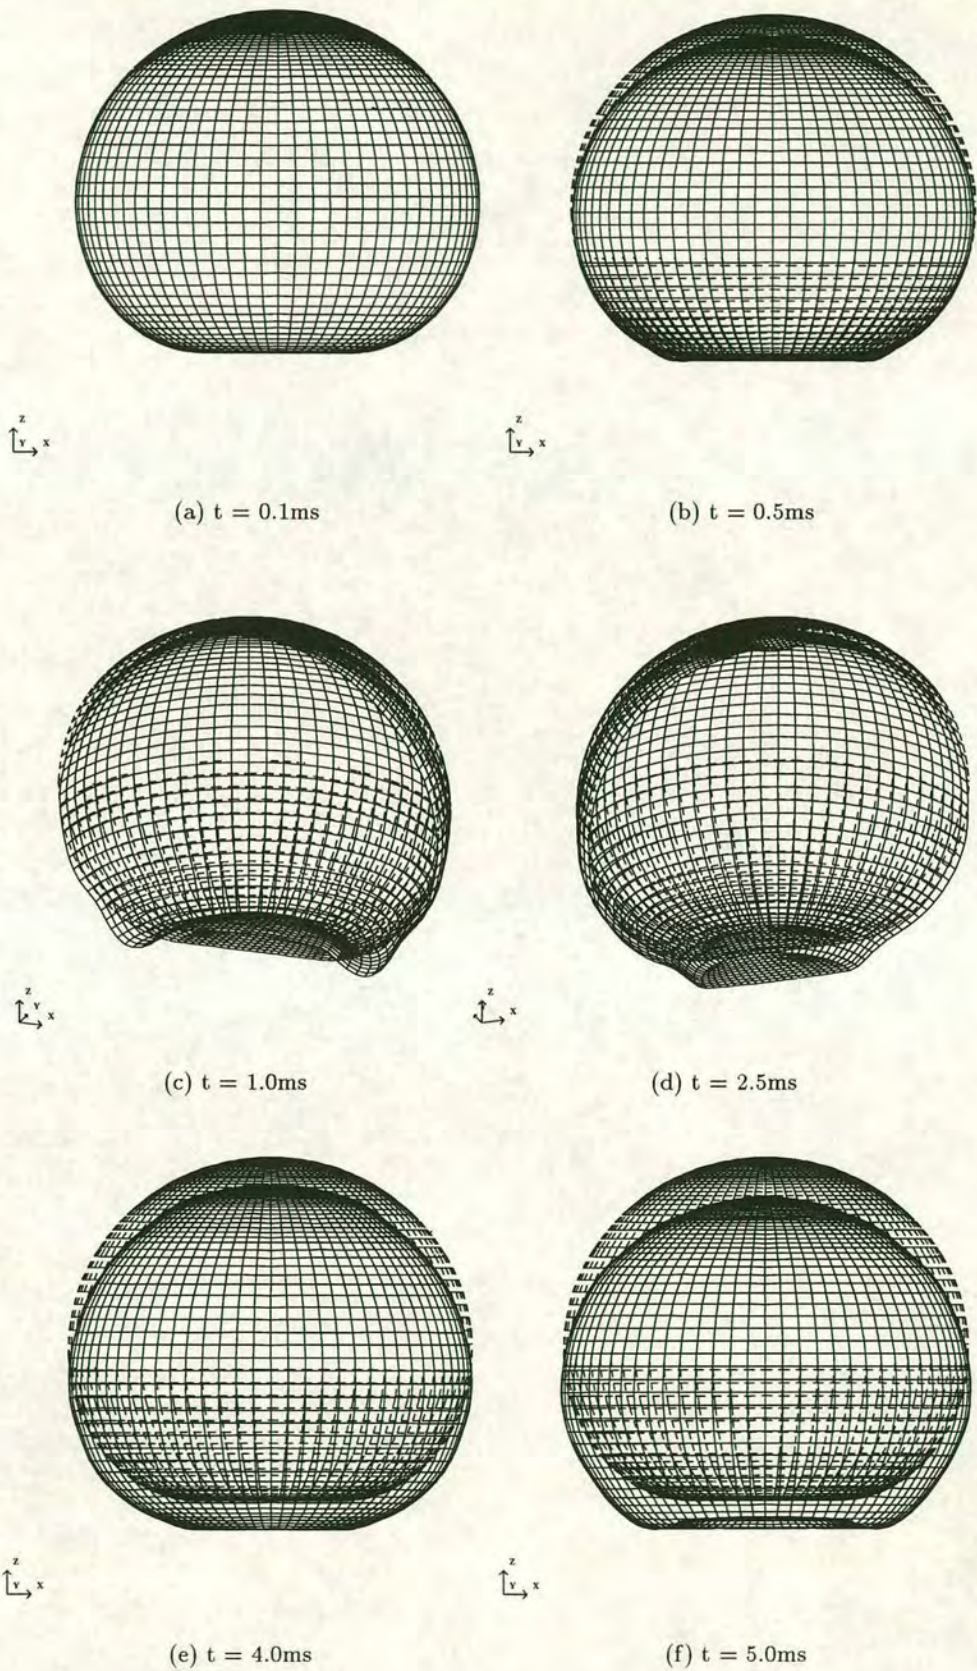 Z
Y X
Z
Y X
(a) t = 0.1ms
(b) t = 0.5ms
Z
Y
X
Z
X
(c) t = 1.0ms
(d) t = 2.5ms
Z
Y X
Z
Y X
(e) t = 4.0ms
(f) t = 5.0ms